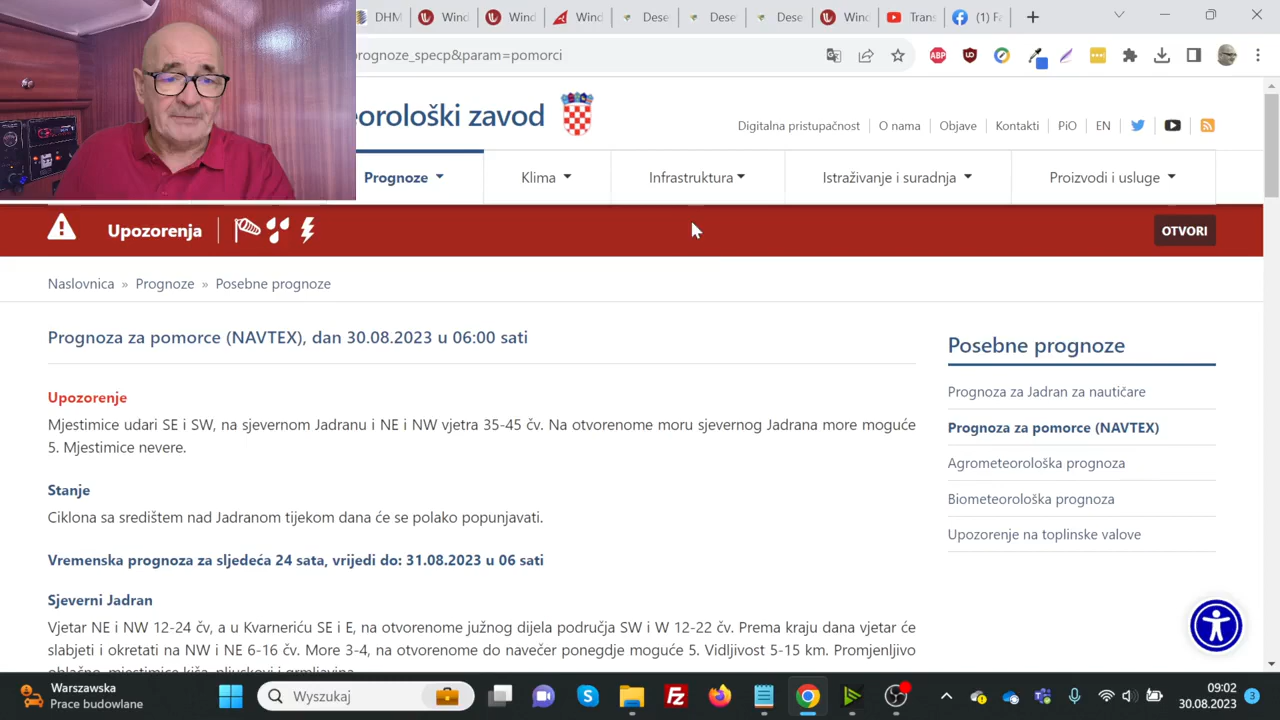 DHM
Wind
Wind
Wind
Dese
Dese
Dese
Wind
Trans
(1) Fa
prognoze_specp&param=pomorci
eorološki zavod
Digitalna pristupačnost
O nama
Objave
Kontakti
PiO
EN
Prognoze
Klima
Infrastruktura
Istraživanje i suradnja
Proizvodi i usluge
Upozorenja
OTVORI
Naslovnica » Prognoze » Posebne prognoze
Prognoza za pomorce (NAVTEX), dan 30.08.2023 u 06:00 sati
Upozorenje
Mjestimice udari SE i SW, na sjevernom Jadranu i NE i NW vjetra 35-45 čv. Na otvorenome moru sjevernog Jadrana more moguće
5. Mjestimice nevere.
Stanje
Ciklona sa središtem nad Jadranom tijekom dana će se polako popunjavati.
Vremenska prognoza za sljedeća 24 sata, vrijedi do: 31.08.2023 u 06 sati
Sjeverni Jadran
Vjetar NE i NW 12-24 čv, a u Kvarneriću SE i E, na otvorenome južnog dijela područja SW i W 12-22 čv. Prema kraju dana vjetar će
slabjeti i okretati na NW i NE 6-16 čv. More 3-4, na otvorenome do navečer ponegdje moguće 5. Vidljivost 5-15 km. Promjenljivo
oblačno, mjestimice kiša, pljuskovi i grmljavina.
Posebne prognoze
Prognoza za Jadran za nautičare
Prognoza za pomorce (NAVTEX)
Agrometeorološka prognoza
Biometeorološka prognoza
Upozorenje na toplinske valove
Warszawska
Prace budowlane
Wyszukaj
09:02
30.08.2023
3